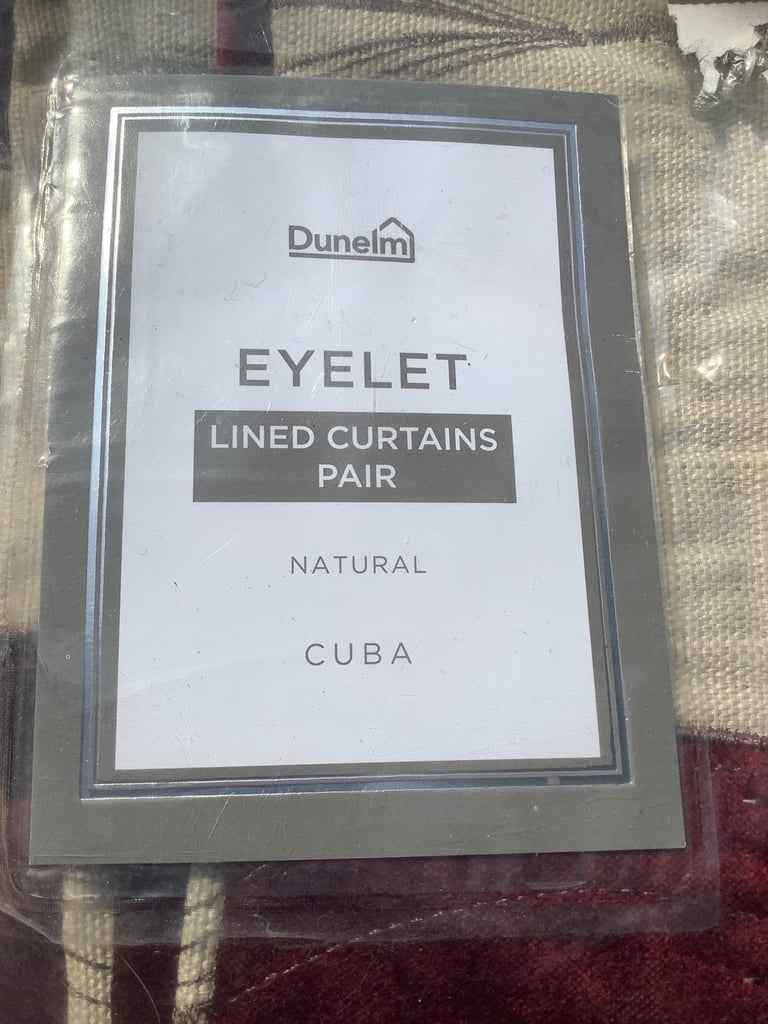 Dunelm
EYELET
LINED CURTAINS
PAIR
NATURAL
CUBA